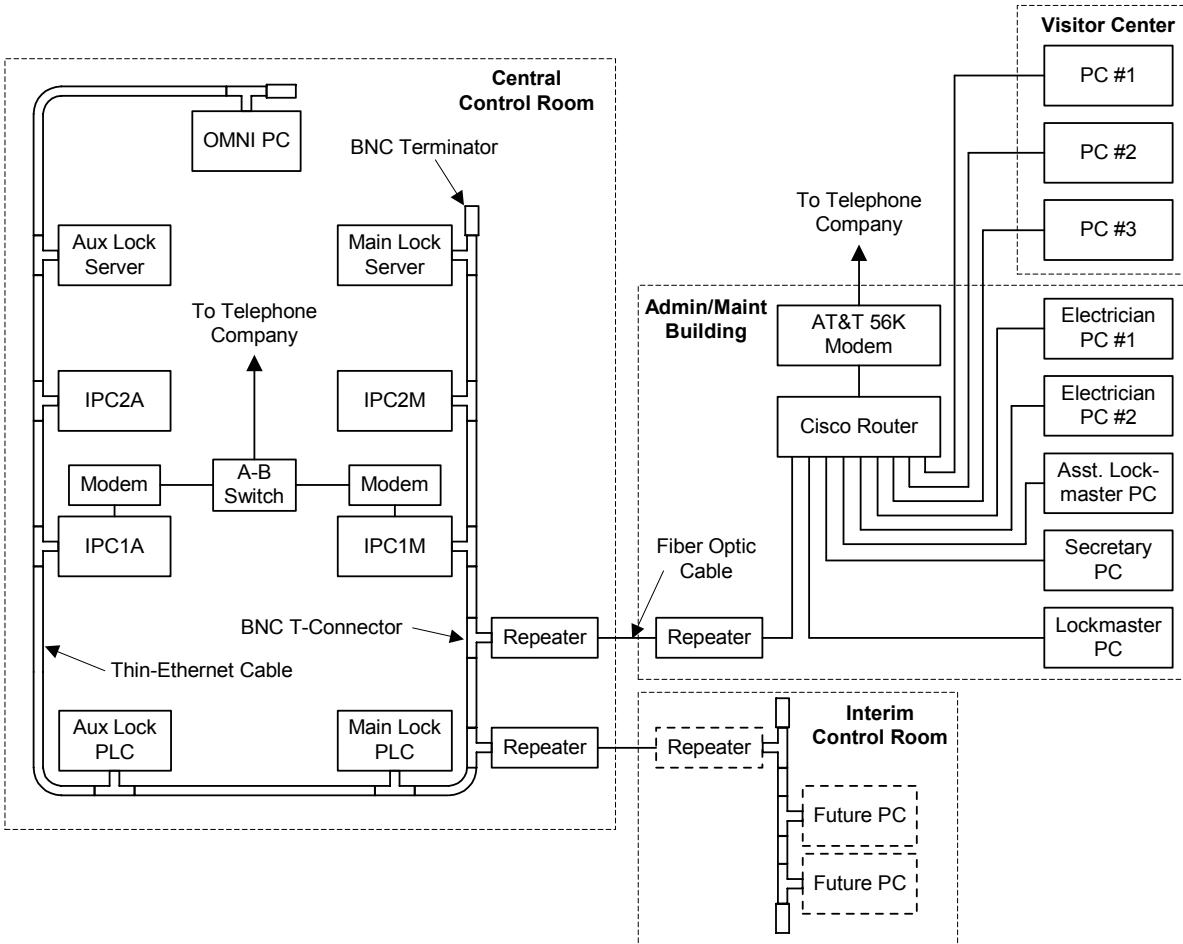 Visitor Center
PC #1
PC #2
PC #3
Central
Control Room
OMNI PC
BNC Terminator
Aux Lock
Server
Main Lock
Server
To Telephone
Company
IPC2A
IPC2M
A-B
Switch
Modem
Modem
IPC1A
IPC1M
BNC T-Connector
Thin-Ethernet Cable
Aux Lock
PLC
Main Lock
PLC
Repeater
Repeater
Fiber Optic
Cable
To Telephone
Company
Admin/Maint
Building
AT&T 56K
Modem
Cisco Router
Electrician
PC #1
Electrician
PC #2
Asst. Lock-
master PC
Secretary
PC
Lockmaster
PC
Repeater
Interim
Control Room
Repeater
Future PC
Future PC